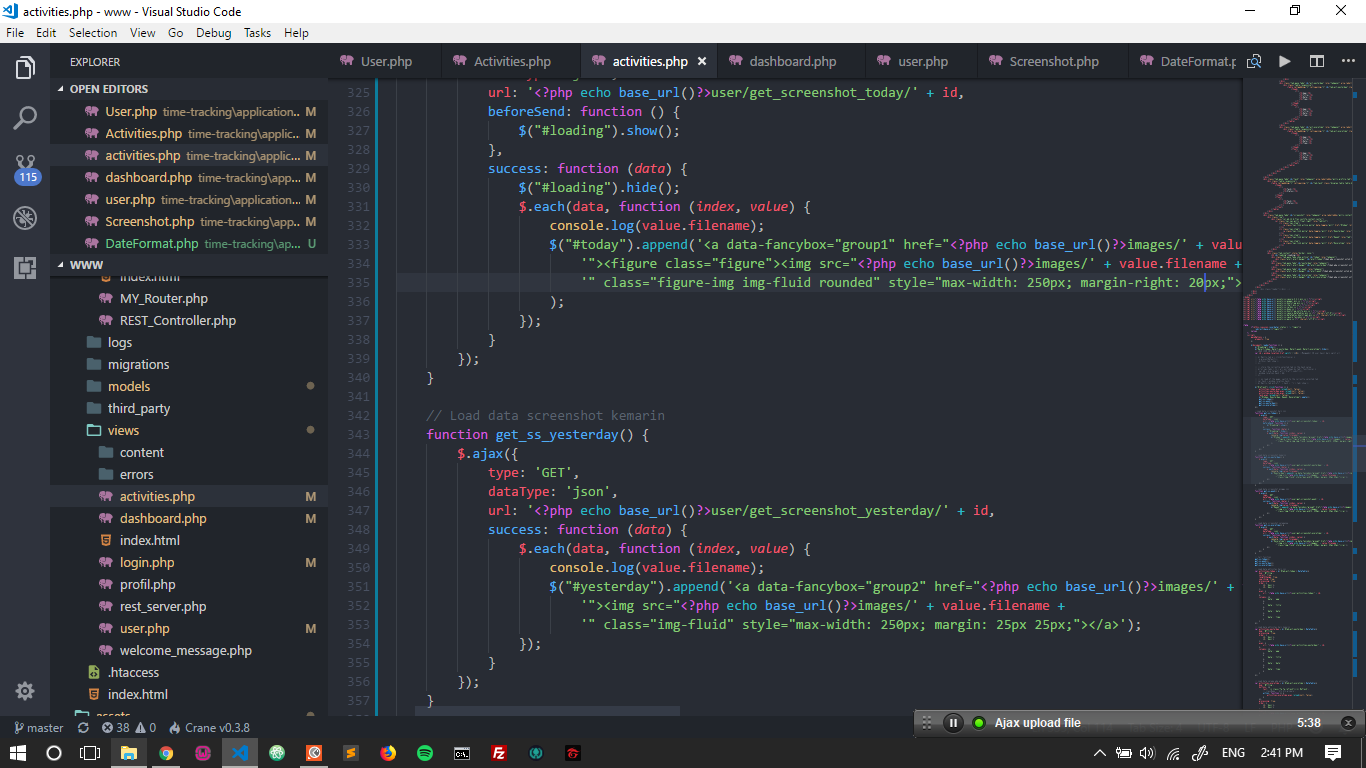 activities.php - www - Visual Studio Code
File Edit Selection View Go Debug Tasks Help
EXPLORER
User.php Activities.php activities.php dashboard.php user.php Screenshot.php DateFormat.p
OPEN EDITORS
User.php time-tracking\application... M
Activities.php time-tracking\applic... M
activities.php time-tracking\applic... M
dashboard.php time-tracking\app... M
user.php time-tracking\application... M
Screenshot.php time-tracking\app... M
DateFormat.php time-tracking\ap... U
115
WWW
index.html
MY_Router.php
REST_Controller.php
logs
migrations
models
third_party
views
content
errors
activities.php M
dashboard.php M
index.html
login.php M
profil.php
rest_server.php
user.php M
welcome_message.php
.htaccess
index.html
assets
325 url: '<?php echo base_url()?>user/get_screenshot_today/' + id,
326 beforeSend: function () {
327 $("#loading").show();
328 },
329 success: function (data) {
330 $("#loading").hide();
331 $.each(data, function (index, value) {
332 console.log(value.filename);
333 $("#today").append('<a data-fancybox="group1" href="<?php echo base_url()?>images/' + valu
334 '"><figure class="figure"><img src="<?php echo base_url()?>images/' + value.filename +
335 '" class="figure-img img-fluid rounded" style="max-width: 250px; margin-right: 20px;">
336 );
337 });
338 }
339 });
340 }
341
342 // Load data screenshot kemarin
343 function get_ss_yesterday() {
344 $.ajax({
345 type: 'GET',
346 dataType: 'json',
347 url: '<?php echo base_url()?>user/get_screenshot_yesterday/' + id,
348 success: function (data) {
349 $.each(data, function (index, value) {
350 console.log(value.filename);
351 $("#yesterday").append('<a data-fancybox="group2" href="<?php echo base_url()?>images/' +
352 '"><img src="<?php echo base_url()?>images/' + value.filename +
353 '" class="img-fluid" style="max-width: 250px; margin: 25px 25px;"></a>');
354 });
355 }
356 });
357 }
master 38 0 Crane v0.3.8
Ajax upload file 5:38
ENG 2:41 PM